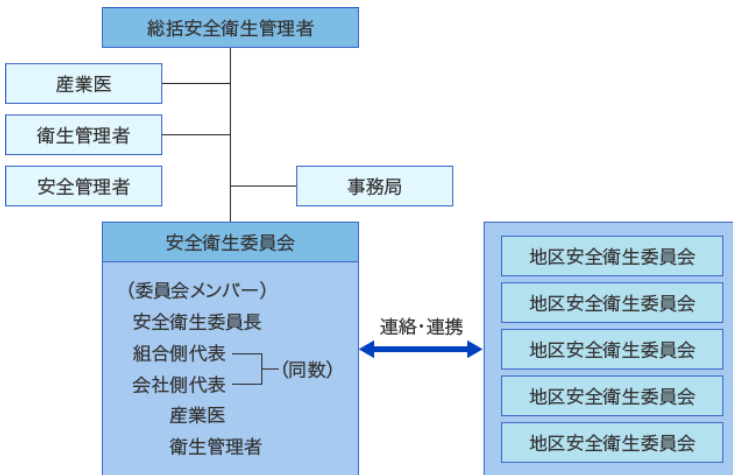 総括安全衛生管理者
産業医
衛生管理者
安全管理者
事務局
安全衛生委員会
(委員会メンバー)
安全衛生委員長
組合側代表
会社側代表
(同数)
産業医
衛生管理者
連絡・連携
地区安全衛生委員会
地区安全衛生委員会
地区安全衛生委員会
地区安全衛生委員会
地区安全衛生委員会